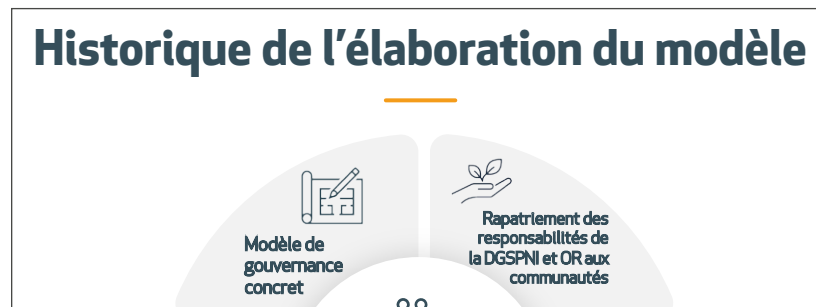 Historique de l'élaboration du modèle
Modèle de
gouvernance
concret
Rapatriement des
responsabilités de
la DGSPNI et OR aux
communautés